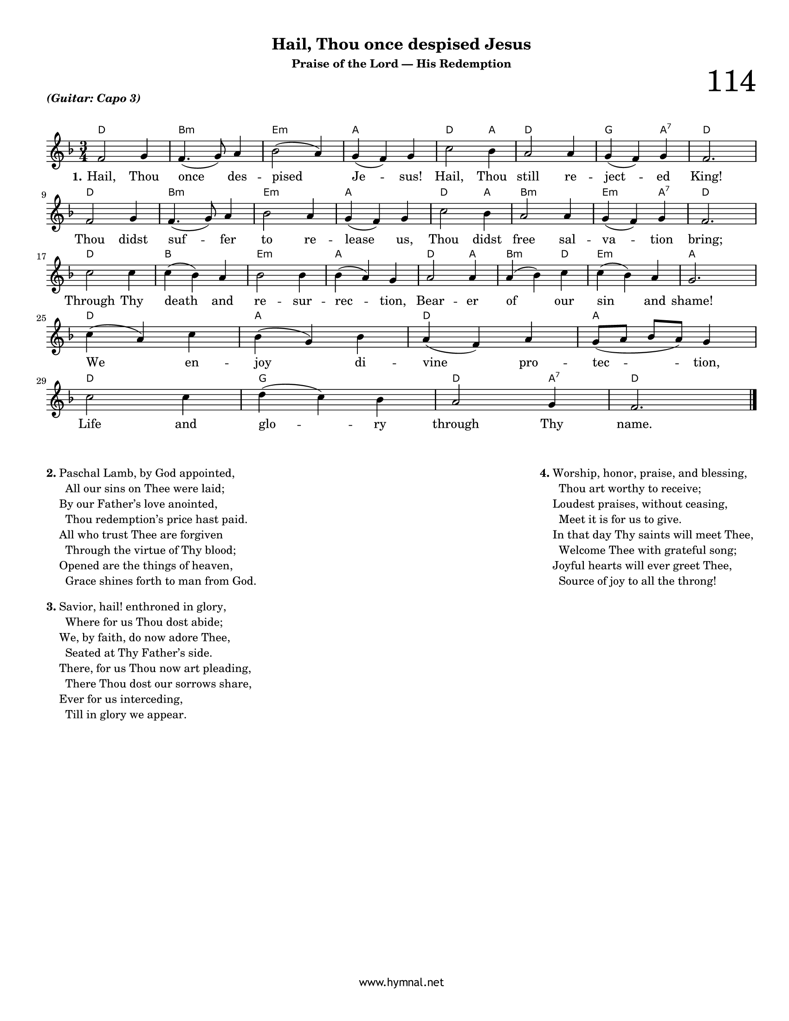 Hail, Thou once despised Jesus
Praise of the Lord — His Redemption
114
(Guitar: Capo 3)
D Bm Em A D A D G A7 D
3
4
1. Hail, Thou once des - pised Je - sus! Hail, Thou still re - ject - ed King!
9 D Bm Em A D A Bm Em A7 D
Thou didst suf - fer to re - lease us, Thou didst free sal - va - tion bring;
17 D B Em A D A Bm D Em A
Through Thy death and re - sur - rec - tion, Bear - er of our sin and shame!
25 D A D A
We en - joy di - vine pro - tec - tion,
29 D G D A7 D
Life and glo - - ry through Thy name.
2. Paschal Lamb, by God appointed,
All our sins on Thee were laid;
By our Father's love anointed,
Thou redemption's price hast paid.
All who trust Thee are forgiven
Through the virtue of Thy blood;
Opened are the things of heaven,
Grace shines forth to man from God.
3. Savior, hail! enthroned in glory,
Where for us Thou dost abide;
We, by faith, do now adore Thee,
Seated at Thy Father's side.
There, for us Thou now art pleading,
There Thou dost our sorrows share,
Ever for us interceding,
Till in glory we appear.
4. Worship, honor, praise, and blessing,
Thou art worthy to receive;
Loudest praises, without ceasing,
Meet it is for us to give.
In that day Thy saints will meet Thee,
Welcome Thee with grateful song;
Joyful hearts will ever greet Thee,
Source of joy to all the throng!
www.hymnal.net